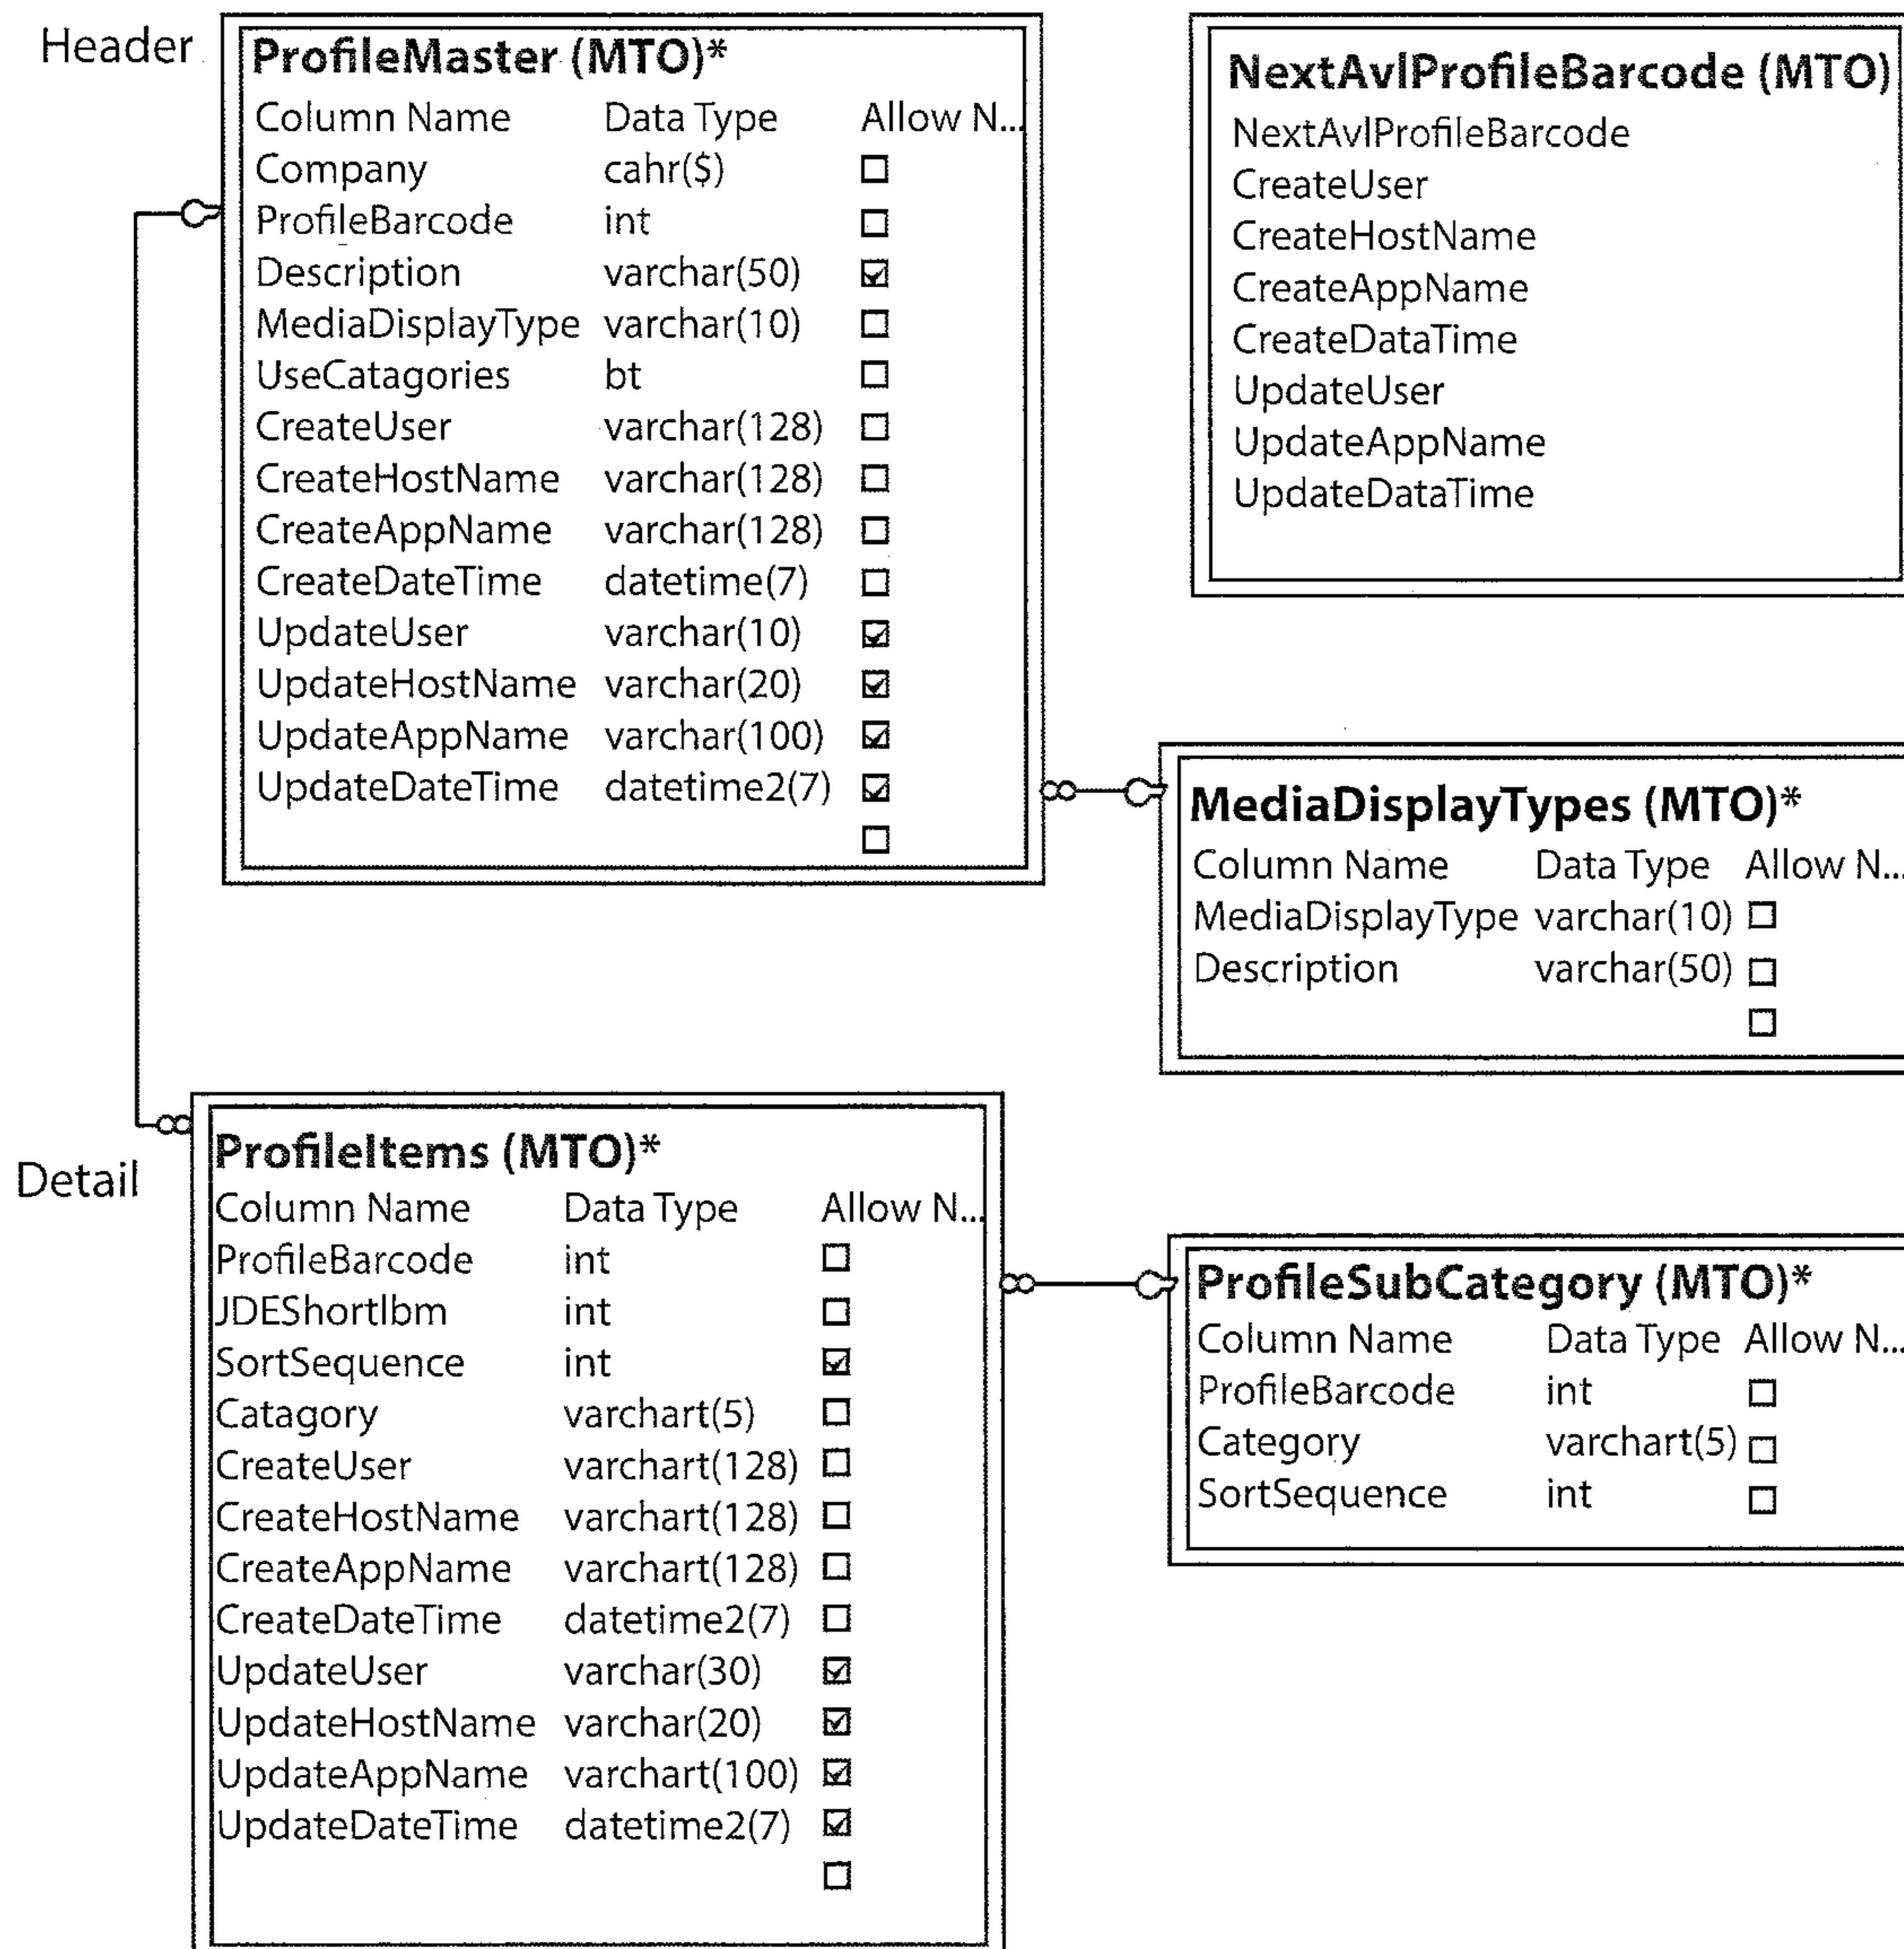 Header
ProfileMaster (MTO)*
Column Name Data Type Allow N...
Company cahr($)
ProfileBarcode int
Description varchar(50)
MediaDisplayType varchar(10)
UseCatagories bt
CreateUser varchar(128)
CreateHostName varchar(128)
CreateAppName varchar(128)
CreateDateTime datetime(7)
UpdateUser varchar(10)
UpdateHostName varchar(20)
UpdateAppName varchar(100)
UpdateDateTime datetime2(7)
NextAvlProfileBarcode (MTO)
NextAvlProfileBarcode
CreateUser
CreateHostName
CreateAppName
CreateDataTime
UpdateUser
UpdateAppName
UpdateDataTime
MediaDisplayTypes (MTO)*
Column Name Data Type Allow N...
MediaDisplayType varchar(10)
Description varchar(50)
Detail
ProfileItems (MTO)*
Column Name Data Type Allow N...
ProfileBarcode int
JDEShortlbm int
SortSequence int
Catagory varchart(5)
CreateUser varchart(128)
CreateHostName varchart(128)
CreateAppName varchart(128)
CreateDateTime datetime2(7)
UpdateUser varchar(30)
UpdateHostName varchar(20)
UpdateAppName varchart(100)
UpdateDateTime datetime2(7)
ProfileSubCategory (MTO)*
Column Name Data Type Allow N...
ProfileBarcode int
Category varchart(5)
SortSequence int